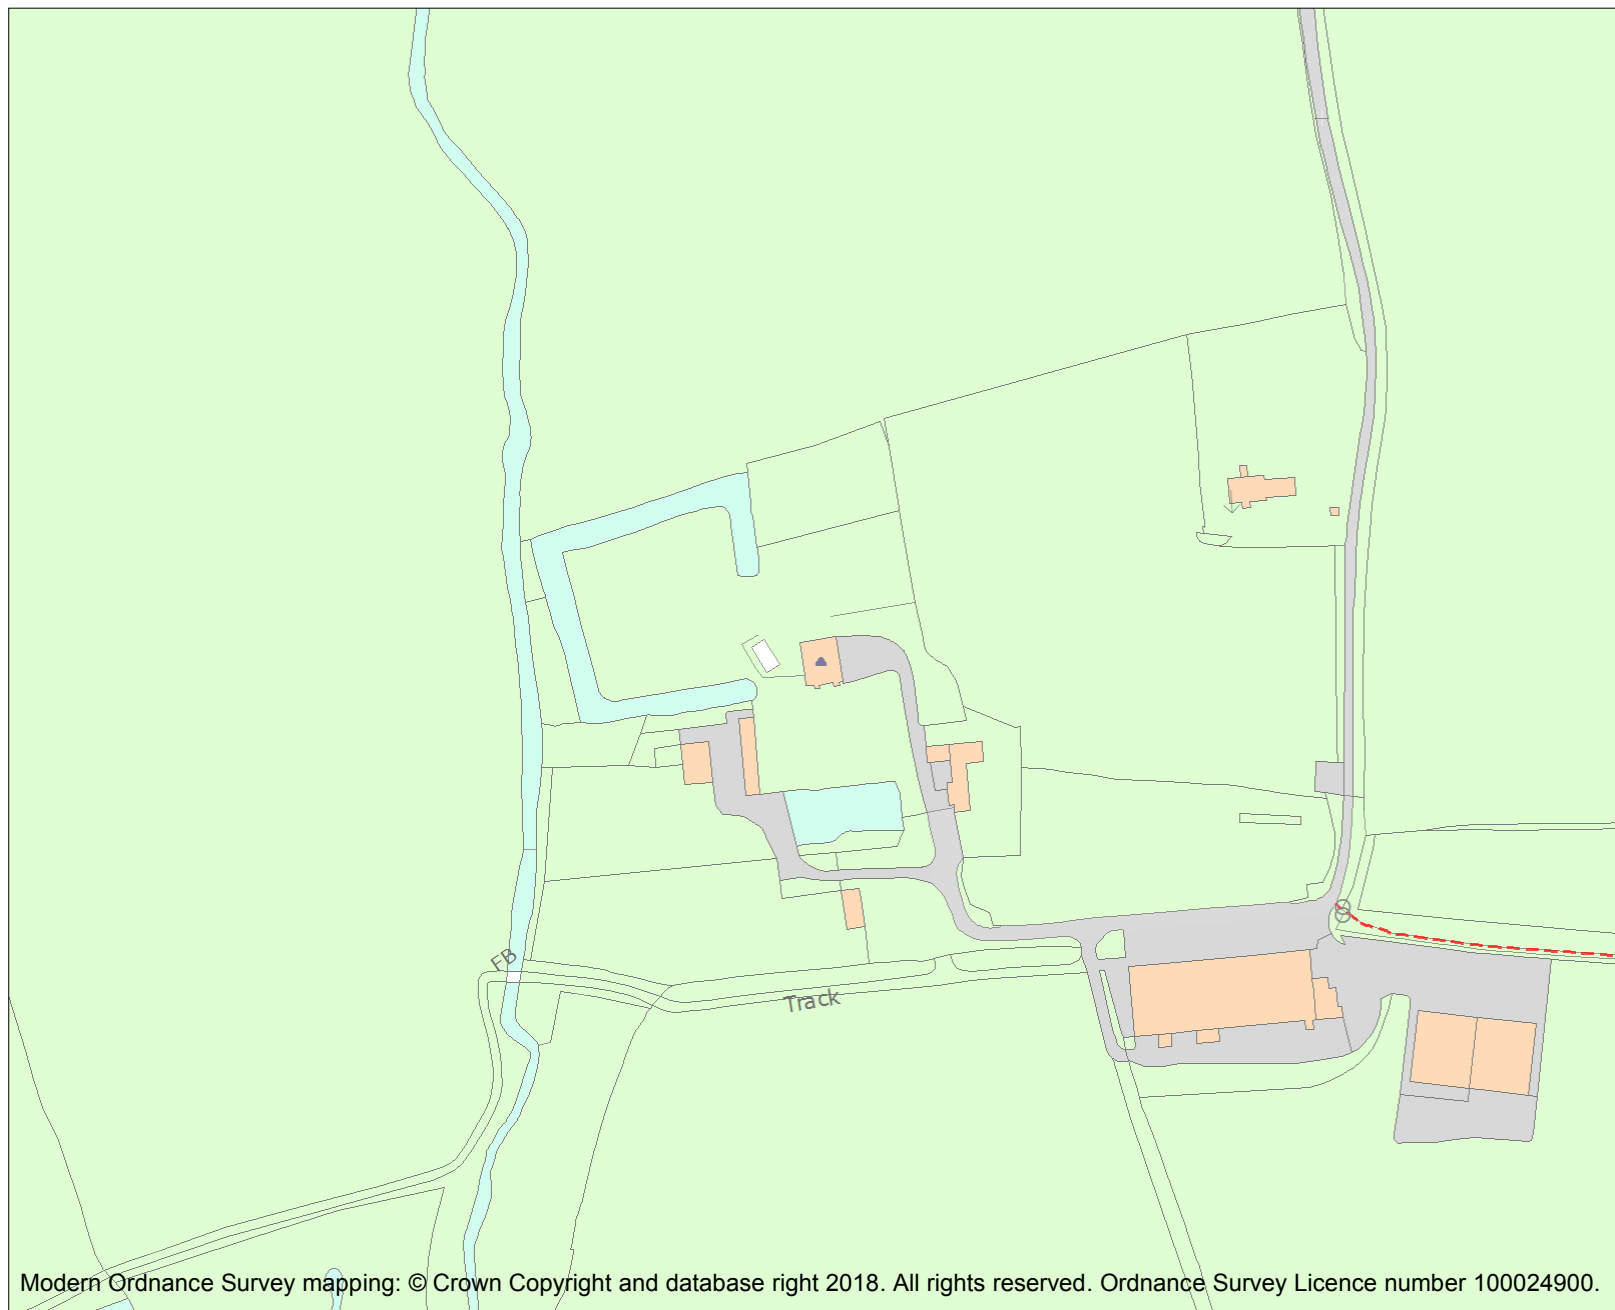 FB
Track
Modern Ordnance Survey mapping: © Crown Copyright and database right 2018. All rights reserved. Ordnance Survey Licence number 100024900.